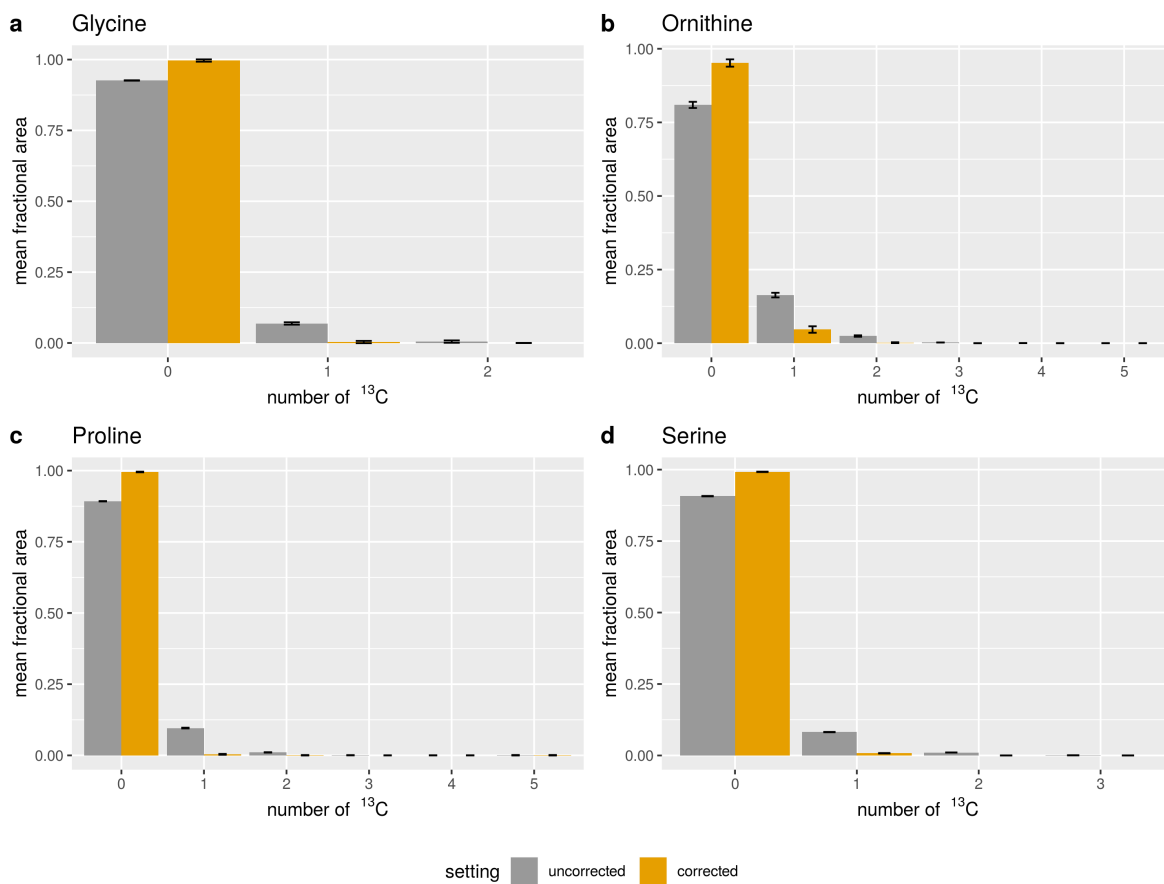 a Glycine
mean fractional area
1.00
0.75
0.50
0.25
0.00
0 1 2
number of ¹³C
b Ornithine
mean fractional area
1.00
0.75
0.50
0.25
0.00
0 1 2 3 4 5
number of ¹³C
c Proline
mean fractional area
1.00
0.75
0.50
0.25
0.00
0 1 2 3 4 5
number of ¹³C
d Serine
mean fractional area
1.00
0.75
0.50
0.25
0.00
0 1 2 3
number of ¹³C
setting uncorrected corrected